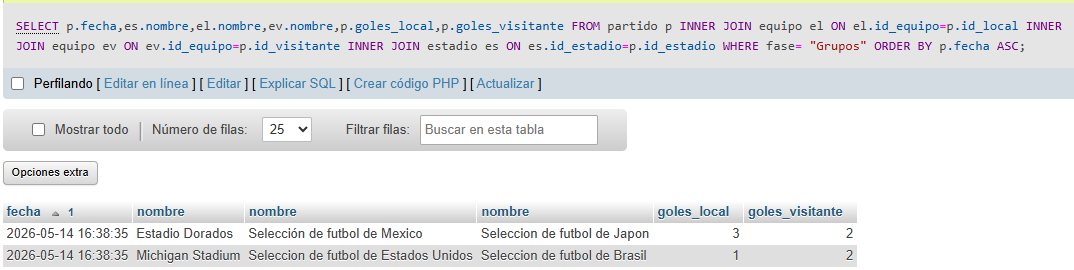 SELECT p.fecha,es.nombre,el.nombre,ev.nombre,p.goles_local,p.goles_visitante FROM partido p INNER JOIN equipo el ON el.id_equipo=p.id_local INNER
JOIN equipo ev ON ev.id_equipo=p.id_visitante INNER JOIN estadio es ON es.id_estadio=p.id_estadio WHERE fase= "Grupos" ORDER BY p.fecha ASC;
Perfilando [ Editar en línea ] [ Editar ] [ Explicar SQL ] [ Crear código PHP ] [ Actualizar ]
Mostrar todo Número de filas: 25 Filtrar filas: Buscar en esta tabla
Opciones extra
fecha 1 nombre nombre nombre goles_local goles_visitante
2026-05-14 16:38:35 Estadio Dorados Selección de futbol de Mexico Seleccion de futbol de Japon 3 2
2026-05-14 16:38:35 Michigan Stadium Seleccion de futbol de Estados Unidos Seleccion de futbol de Brasil 1 2